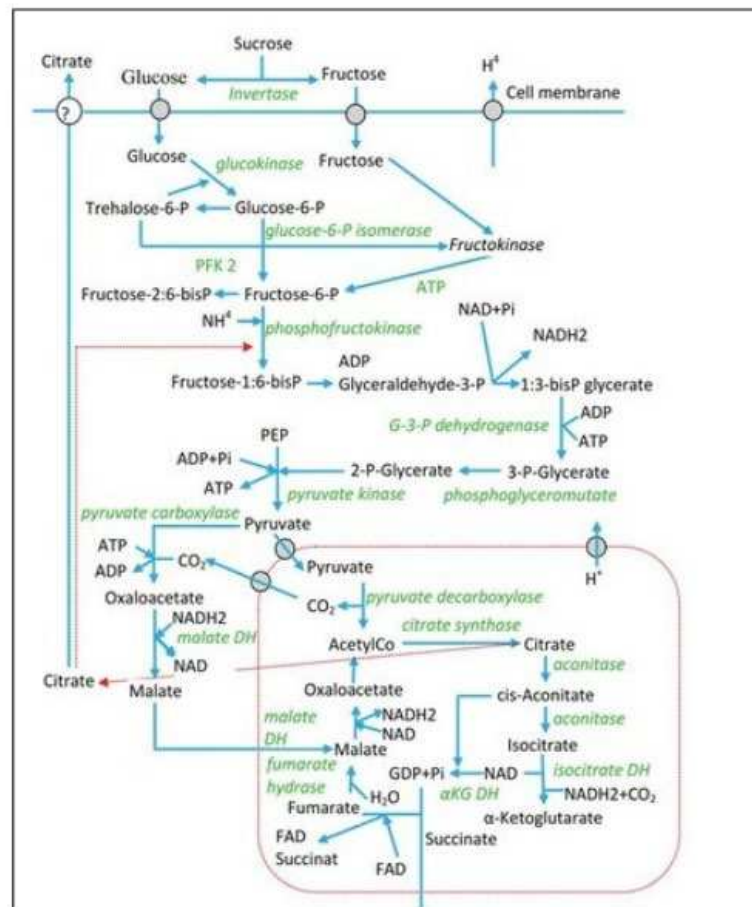 Sucrose
Citrate
Glucose
Fructose
H⁴
Invertase
Cell membrane
?
Glucose
Fructose
glucokinase
Trehalose-6-P
Glucose-6-P
glucose-6-P isomerase
Fructokinase
PFK 2
ATP
Fructose-2:6-bisP
Fructose-6-P
NAD+Pi
NH⁴
phosphofructokinase
NADH2
ADP
Fructose-1:6-bisP
Glyceraldehyde-3-P
1:3-bisP glycerate
G-3-P dehydrogenase
ADP
ATP
PEP
ADP+Pi
2-P-Glycerate
3-P-Glycerate
ATP
pyruvate kinase
phosphoglyceromutate
pyruvate carboxylase
Pyruvate
ATP
ADP
CO₂
Pyruvate
H⁺
Oxaloacetate
CO₂
pyruvate decarboxylase
NADH2
malate DH
NAD
citrate synthase
AcetylCo
Citrate
aconitase
Citrate
Malate
Oxaloacetate
cis-Aconitate
NADH2
NAD
aconitase
malate
DH
Malate
Isocitrate
fumarate
hydrase
GDP+Pi
NAD
isocitrate DH
H₂O
αKG DH
NADH2+CO₂
Fumarate
α-Ketoglutarate
FAD
Succinate
Succinat
FAD